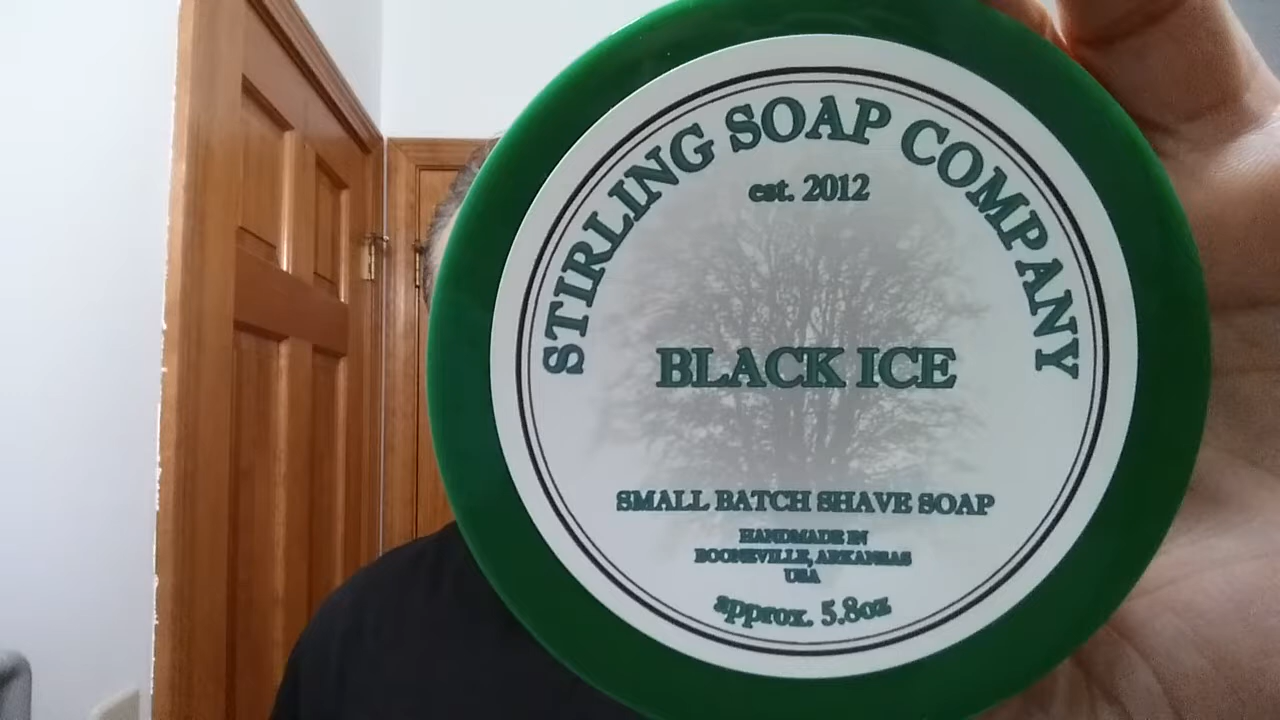 STIRLING SOAP COMPANY
est. 2012
BLACK ICE
SMALL BATCH SHAVE SOAP
HANDMADE IN
BOONEVILLE, ARKANSAS
USA
approx. 5.8oz